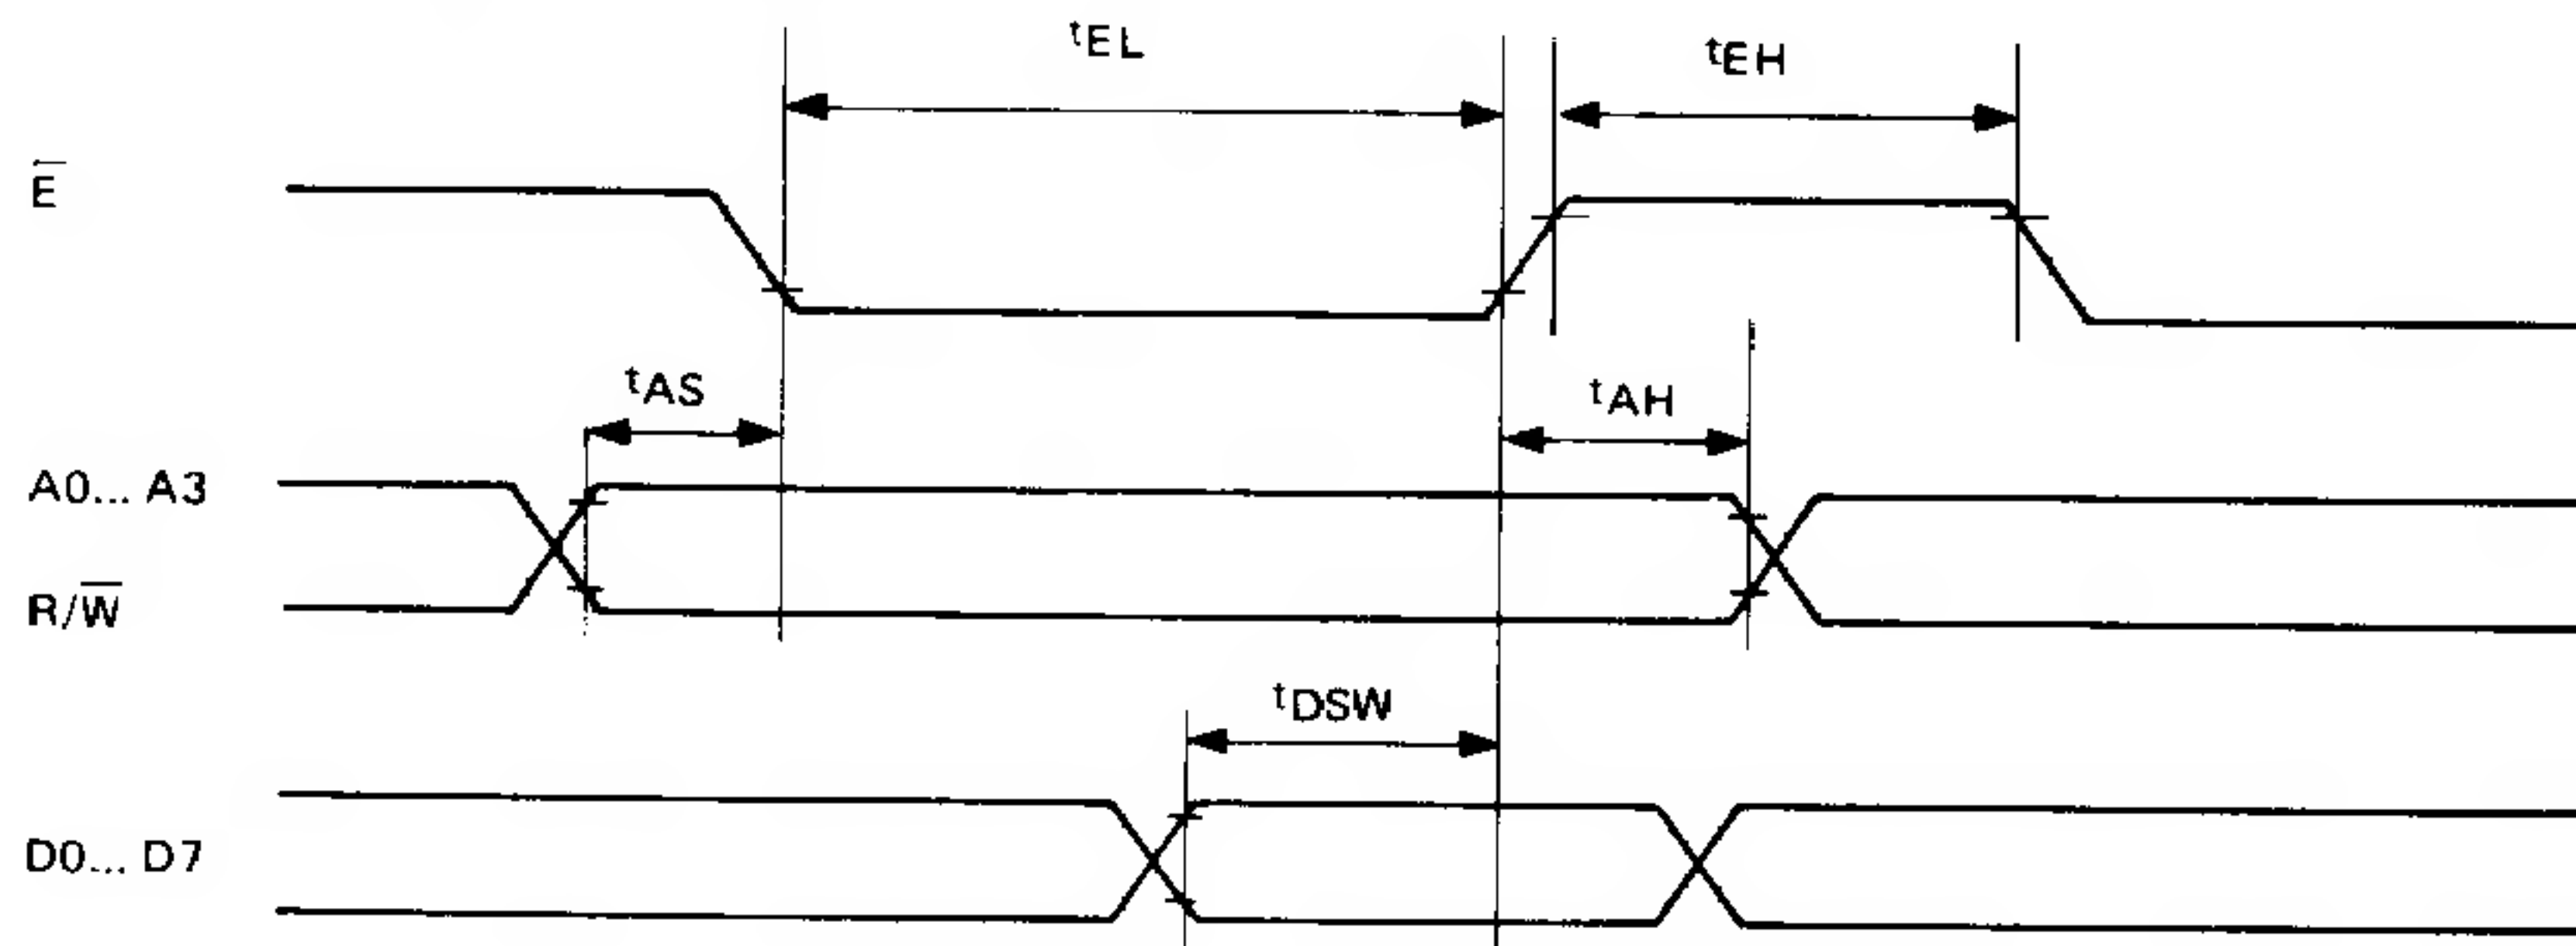 tEL
tEH
E̅
tAS
tAH
A0... A3
R/W̅
tDSW
D0... D7